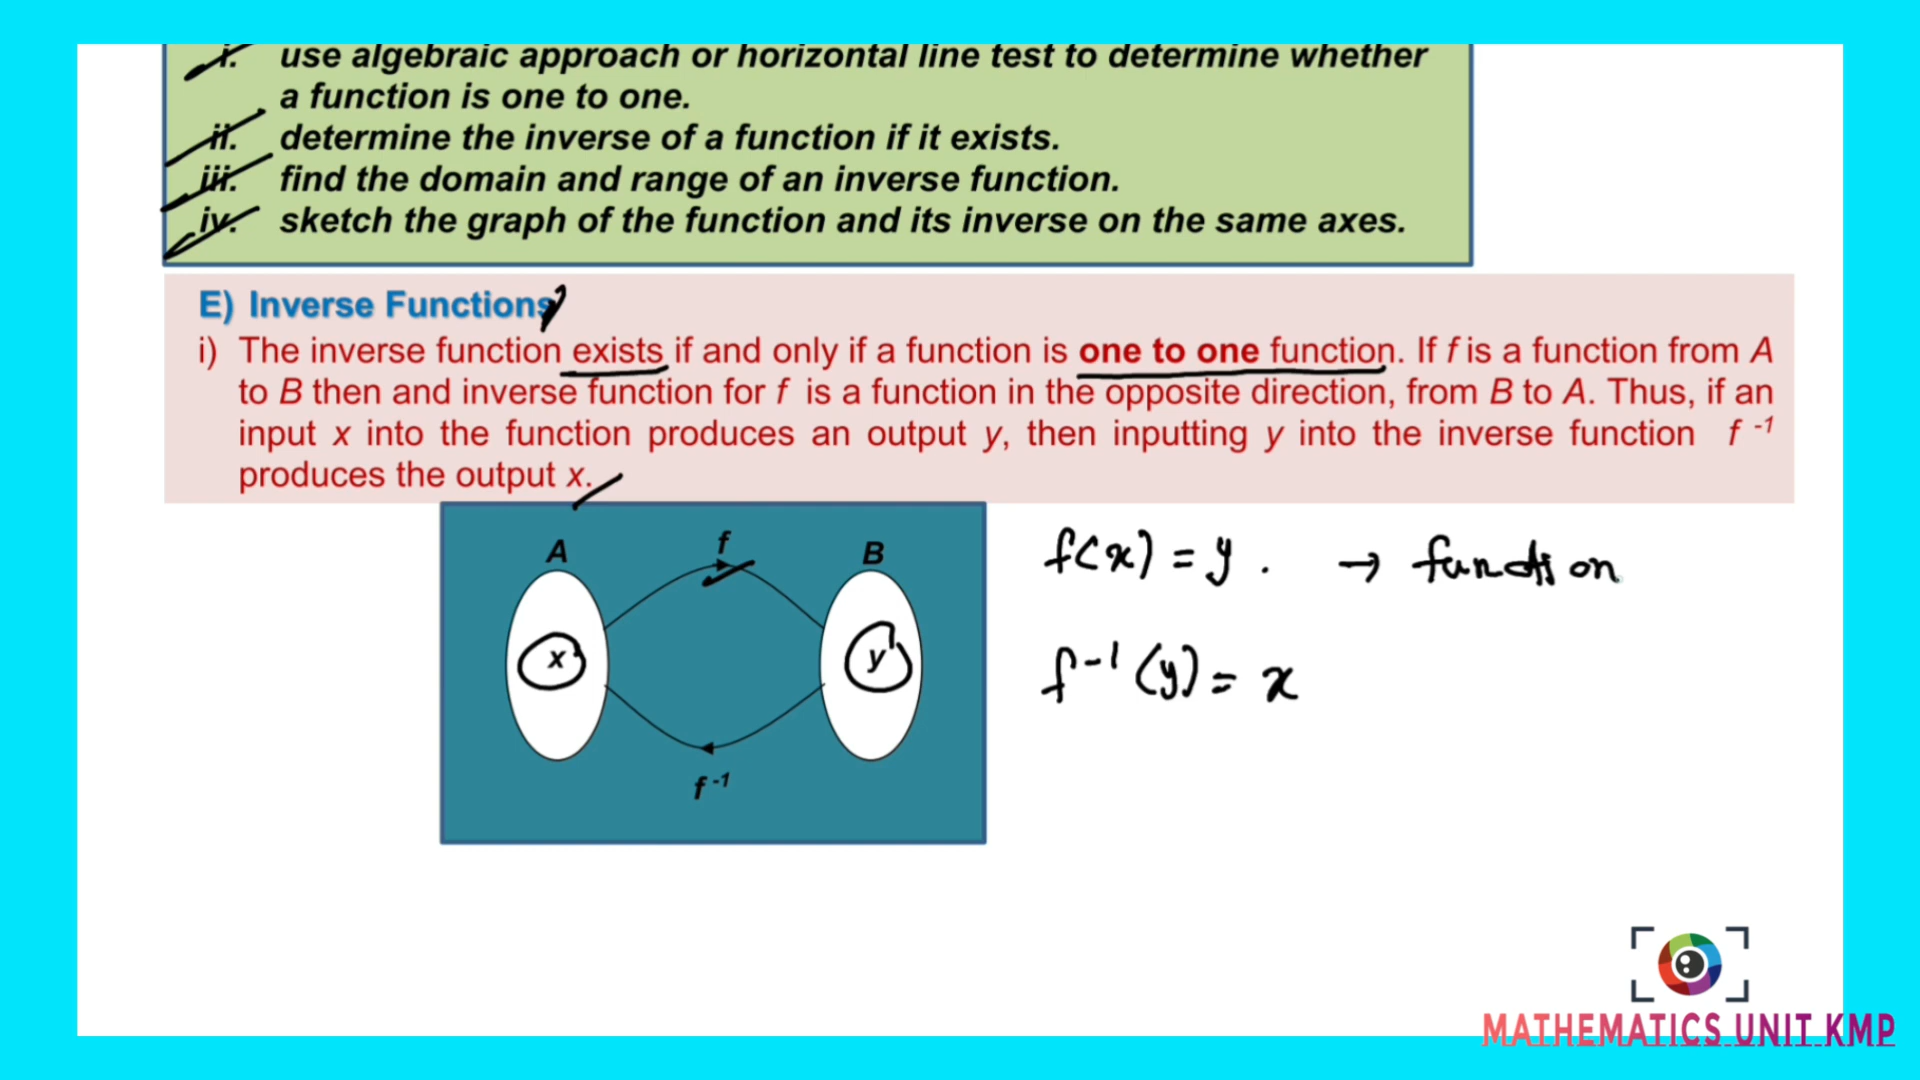 i. use algebraic approach or horizontal line test to determine whether
a function is one to one.
ii. determine the inverse of a function if it exists.
iii. find the domain and range of an inverse function.
iv. sketch the graph of the function and its inverse on the same axes.
E) Inverse Functions
i) The inverse function exists if and only if a function is one to one function. If f is a function from A
to B then and inverse function for f is a function in the opposite direction, from B to A. Thus, if an
input x into the function produces an output y, then inputting y into the inverse function f⁻¹
produces the output x.
A f B
x y
f⁻¹
f(x) = y . → function
f⁻¹(y) = x
MATHEMATICS UNIT KMP